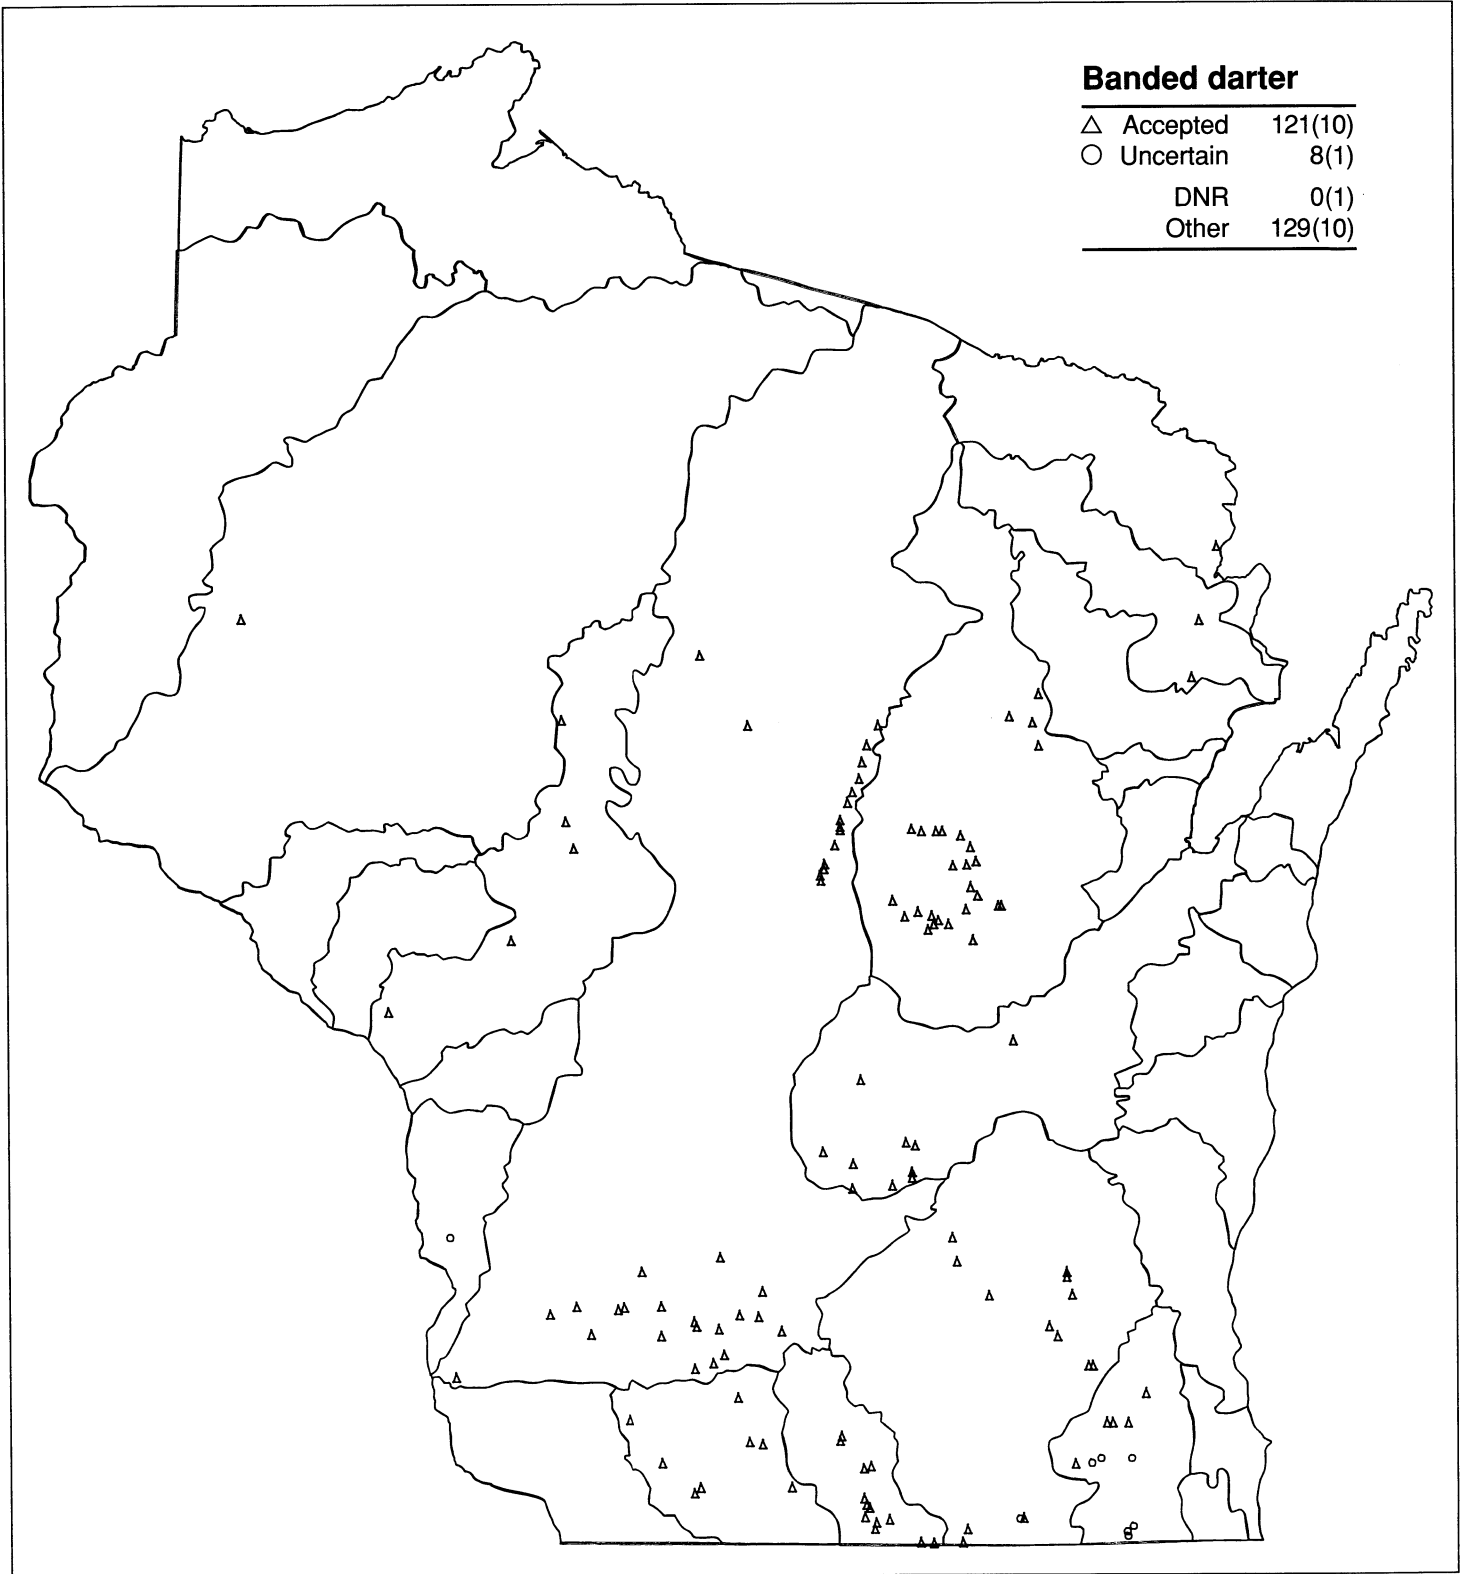 Banded darter
△ Accepted 121(10)
○ Uncertain 8(1)
DNR 0(1)
Other 129(10)